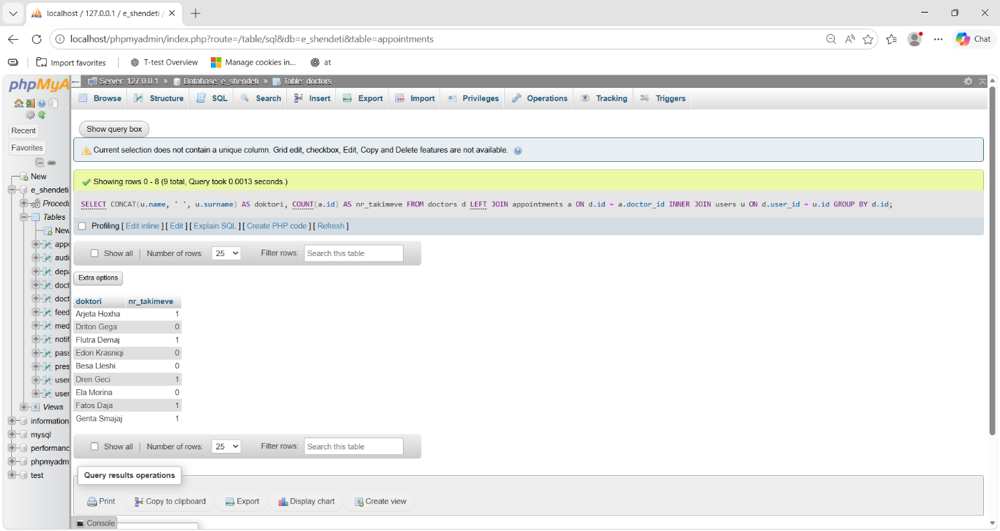 localhost / 127.0.0.1 / e_shendeti /
localhost/phpmyadmin/index.php?route=/table/sql&db=e_shendeti&table=appointments
Chat
Import favorites
T-test Overview
Manage cookies in...
at
phpMyA
Server: 127.0.0.1 » Database: e_shendeti » Table: doctors
Browse Structure SQL Search Insert Export Import Privileges Operations Tracking Triggers
Recent
Favorites
New
e_shendeti
Procedu
Tables
New
appo
audi
depa
doct
doct
feed
med
notif
pass
pres
user
user
Views
information
mysql
performanc
phpmyadm
test
Show query box
Current selection does not contain a unique column. Grid edit, checkbox, Edit, Copy and Delete features are not available.
Showing rows 0 - 8 (9 total, Query took 0.0013 seconds.)
SELECT CONCAT(u.name, ' ', u.surname) AS doktori, COUNT(a.id) AS nr_takimeve FROM doctors d LEFT JOIN appointments a ON d.id = a.doctor_id INNER JOIN users u ON d.user_id = u.id GROUP BY d.id;
Profiling [ Edit inline ] [ Edit ] [ Explain SQL ] [ Create PHP code ] [ Refresh ]
Show all Number of rows: 25 Filter rows: Search this table
Extra options
doktori nr_takimeve
Arjeta Hoxha 1
Driton Gega 0
Flutra Demaj 1
Edon Krasniqi 0
Besa Lleshi 0
Dren Geci 1
Ela Morina 0
Fatos Daja 1
Genta Smajaj 1
Show all Number of rows: 25 Filter rows: Search this table
Query results operations
Print Copy to clipboard Export Display chart Create view
Console